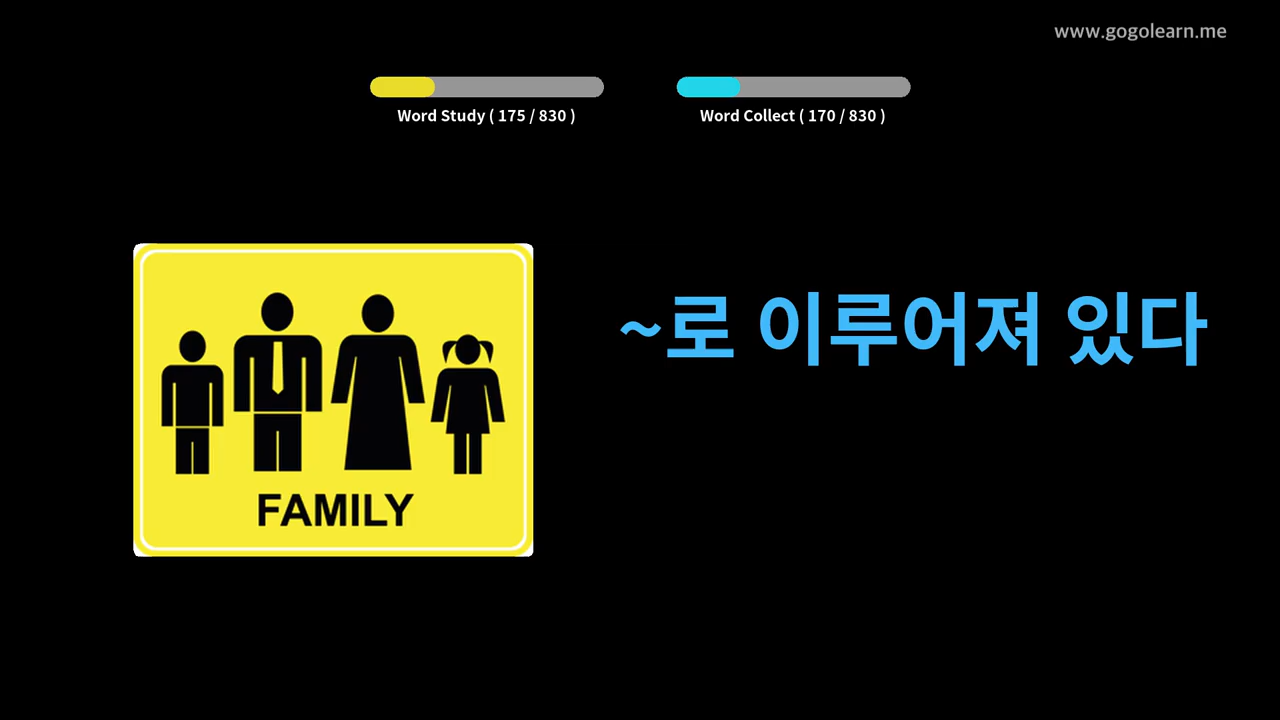 www.gogolearn.me
Word Study ( 175 / 830 )
Word Collect ( 170 / 830 )
~로 이루어져 있다
FAMILY